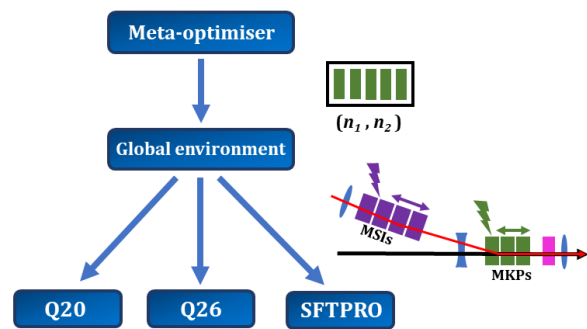 Meta-optimiser
(n1 , n2 )
Global environment
MSIs
MKPs
Q20
Q26
SFTPRO